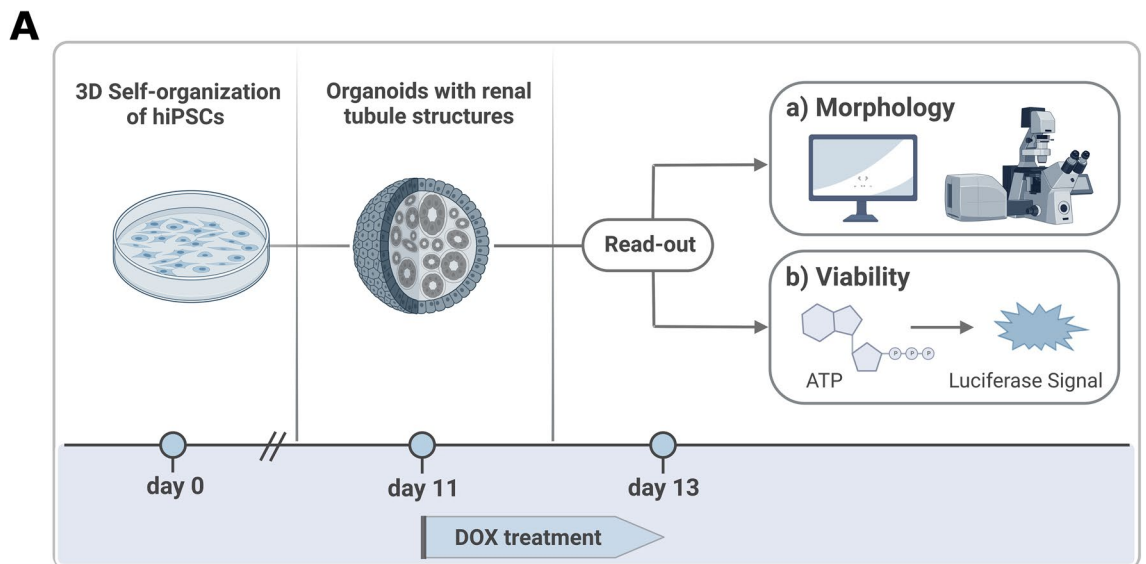 A
3D Self-organization
of hiPSCs
Organoids with renal
tubule structures
Read-out
a) Morphology
b) Viability
P P P
ATP
Luciferase Signal
day 0
day 11
day 13
DOX treatment